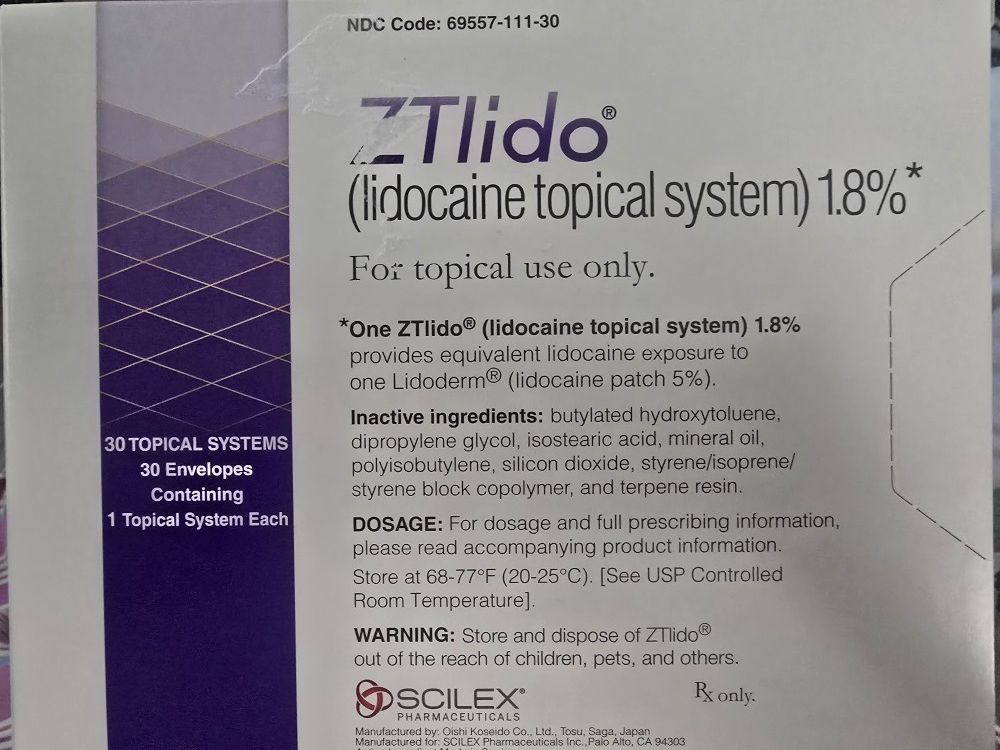 NDC Code: 69557-111-30
ZTlido®
(lidocaine topical system) 1.8%*
For topical use only.
*One ZTlido® (lidocaine topical system) 1.8%
provides equivalent lidocaine exposure to
one Lidoderm® (lidocaine patch 5%).
Inactive ingredients: butylated hydroxytoluene,
dipropylene glycol, isostearic acid, mineral oil,
polyisobutylene, silicon dioxide, styrene/isoprene/
styrene block copolymer, and terpene resin.
DOSAGE: For dosage and full prescribing information,
please read accompanying product information.
Store at 68-77°F (20-25°C). [See USP Controlled
Room Temperature].
WARNING: Store and dispose of ZTlido®
out of the reach of children, pets, and others.
30 TOPICAL SYSTEMS
30 Envelopes
Containing
1 Topical System Each
SCILEX®
PHARMACEUTICALS
Rx only.
Manufactured by: Oishi Koseido Co., Ltd., Tosu, Saga, Japan
Manufactured for: SCILEX Pharmaceuticals Inc., Palo Alto, CA 94303